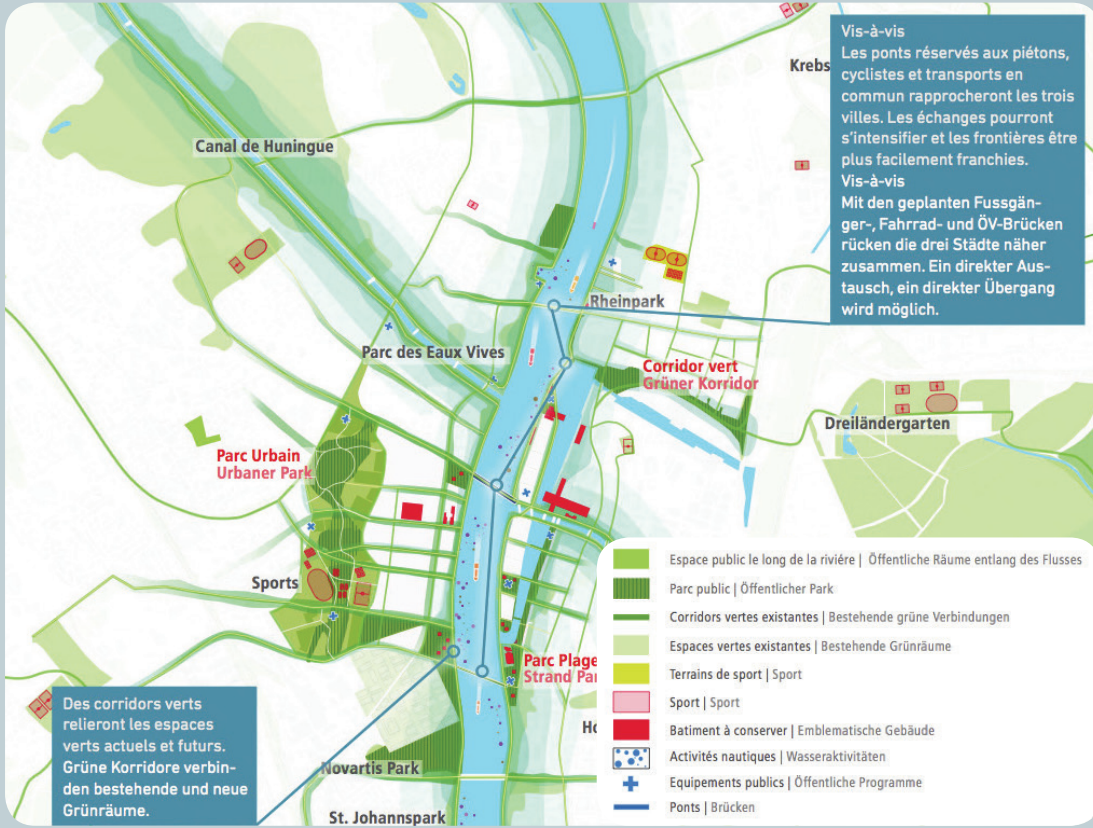 Vis-à-vis
Les ponts réservés aux piétons,
cyclistes et transports en
commun rapprocheront les trois
villes. Les échanges pourront
s'intensifier et les frontières être
plus facilement franchies.
Vis-à-vis
Mit den geplanten Fussgän-
ger-, Fahrrad- und ÖV-Brücken
rücken die drei Städte näher
zusammen. Ein direkter Aus-
tausch, ein direkter Übergang
wird möglich.
Krebs
Canal de Huningue
Rheinpark
Parc des Eaux Vives
Corridor vert
Grüner Korridor
Dreiländergarten
Parc Urbain
Urbaner Park
Sports
Parc Plage
Strand Par
Ho
Novartis Park
St. Johannspark
Des corridors verts
relieront les espaces
verts actuels et futurs.
Grüne Korridore verbin-
den bestehende und neue
Grünräume.
Espace public le long de la riviére | Öffentliche Räume entlang des Flusses
Parc public | Öffentlicher Park
Corridors vertes existantes | Bestehende grüne Verbindungen
Espaces vertes existantes | Bestehende Grünräume
Terrains de sport | Sport
Sport | Sport
Batiment à conserver | Emblematische Gebäude
Activités nautiques | Wasseraktivitäten
Equipements publics | Öffentliche Programme
Ponts | Brücken